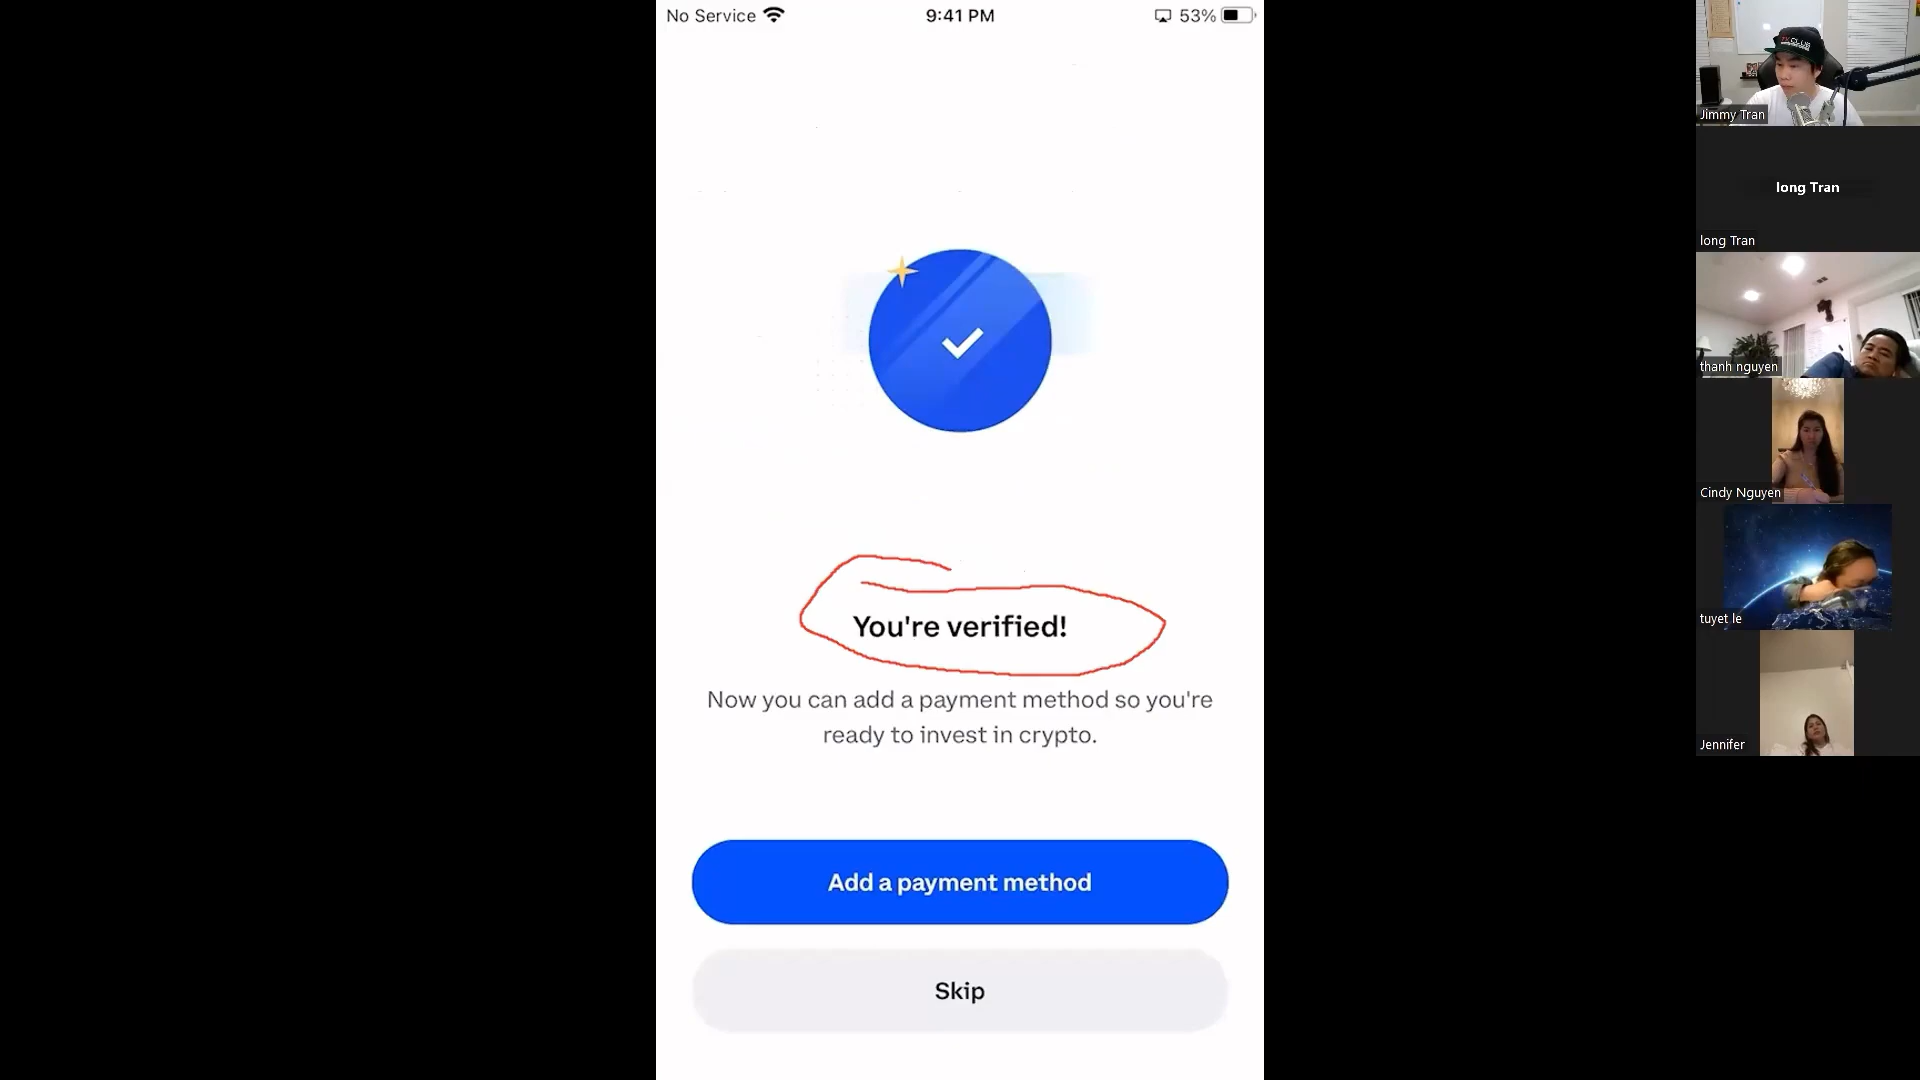 No Service
9:41 PM
53%
You're verified!
Now you can add a payment method so you're
ready to invest in crypto.
Add a payment method
Skip
CLUB
Jimmy Tran
long Tran
long Tran
thanh nguyen
Cindy Nguyen
tuyet le
Jennifer